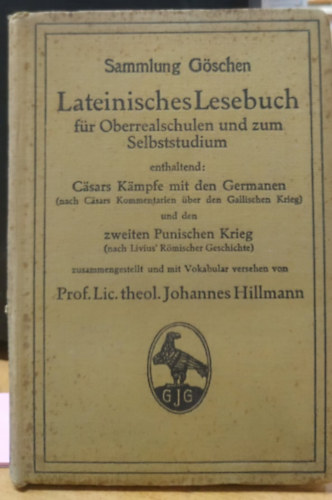 Sammlung Göschen
Lateinisches Lesebuch
für Oberrealschulen und zum
Selbststudium
enthaltend:
Cäsars Kämpfe mit den Germanen
(nach Cäsars Kommentarien über den Gallischen Krieg)
und den
zweiten Punischen Krieg
(nach Livius' Römischer Geschichte)
zusammengestellt und mit Vokabular versehen von
Prof. Lic. theol. Johannes Hillmann
GJG